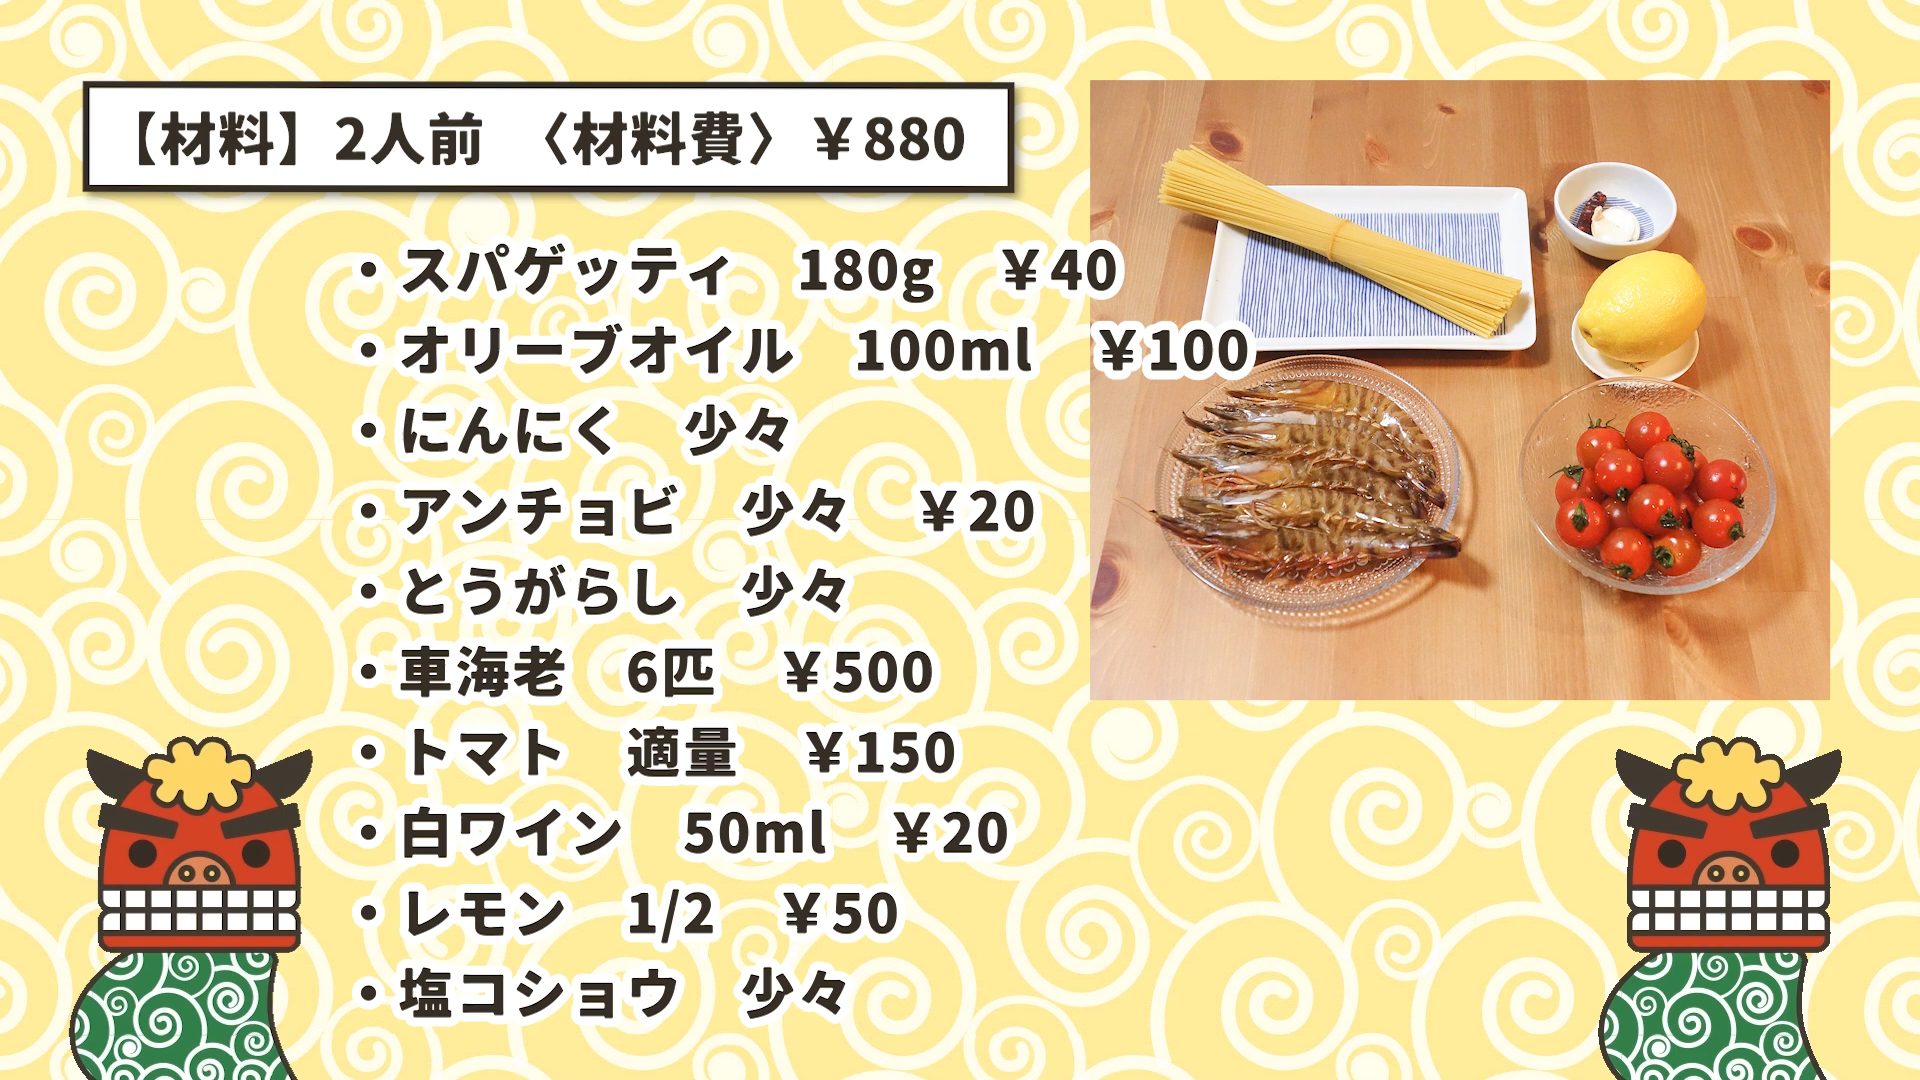 【材料】2人前 〈材料費〉￥880
・スパゲッティ 180g ￥40
・オリーブオイル 100ml ￥100
・にんにく 少々
・アンチョビ 少々 ￥20
・とうがらし 少々
・車海老 6匹 ￥500
・トマト 適量 ￥150
・白ワイン 50ml ￥20
・レモン 1/2 ￥50
・塩コショウ 少々